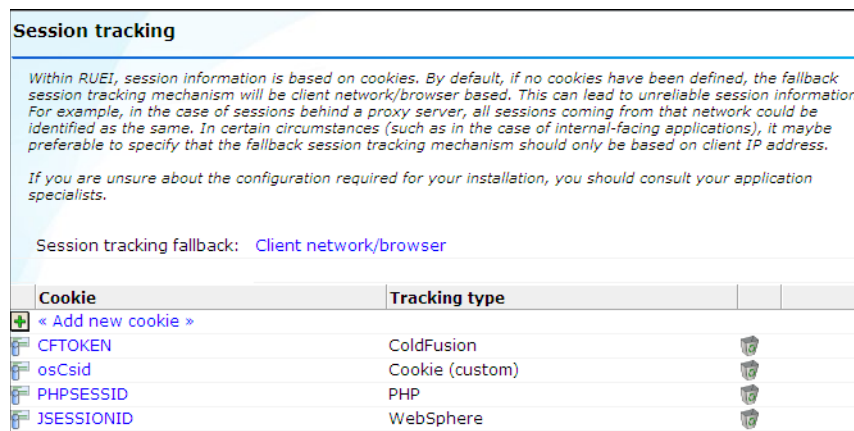 Session tracking
Within RUEI, session information is based on cookies. By default, if no cookies have been defined, the fallback
session tracking mechanism will be client network/browser based. This can lead to unreliable session information
For example, in the case of sessions behind a proxy server, all sessions coming from that network could be
identified as the same. In certain circumstances (such as in the case of internal-facing applications), it maybe
preferable to specify that the fallback session tracking mechanism should only be based on client IP address.
If you are unsure about the configuration required for your installation, you should consult your application
specialists.
Session tracking fallback: Client network/browser
Cookie Tracking type
« Add new cookie »
CFTOKEN ColdFusion
osCsid Cookie (custom)
PHPSESSID PHP
JSESSIONID WebSphere